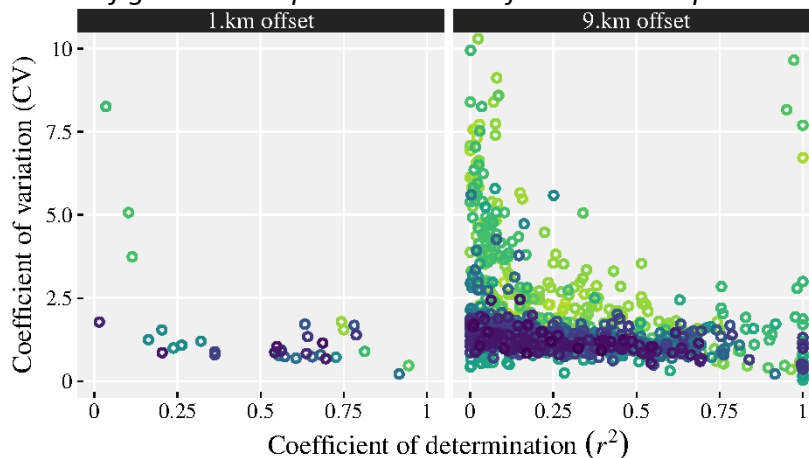 1.km offset 9.km offset
10
7.5
5.0
2.5
0
0 0.25 0.5 0.75 1 0 0.25 0.5 0.75 1
Coefficient of variation (CV)
Coefficient of determination (r²)